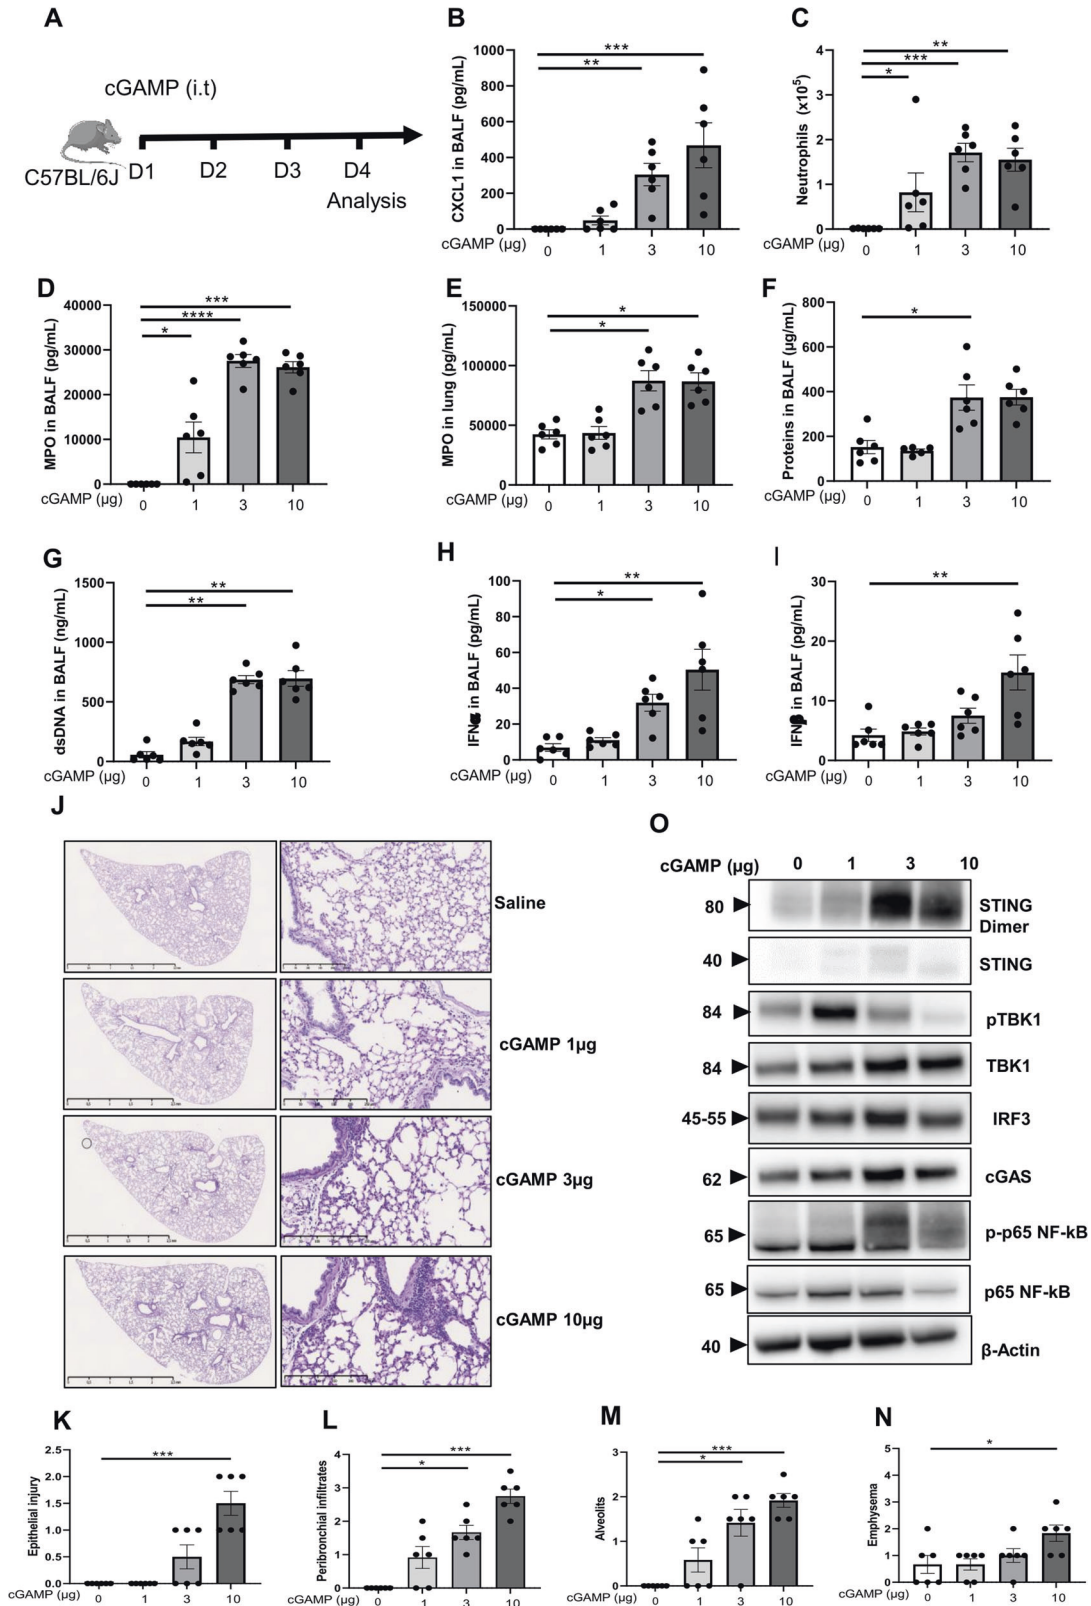 A
cGAMP (i.t)
C57BL/6J
D1 D2 D3 D4
Analysis
B
CXCL1 in BALF (pg/mL)
1000
800
600
400
200
0
***
**
cGAMP (µg) 0 1 3 10
C
Neutrophils (x10⁵)
4
3
2
1
0
**
***
*
cGAMP (µg) 0 1 3 10
D
MPO in BALF (pg/mL)
40000
30000
20000
10000
0
***
****
*
cGAMP (µg) 0 1 3 10
E
MPO in lung (pg/mL)
150000
100000
50000
0
*
*
cGAMP (µg) 0 1 3 10
F
Proteins in BALF (µg/mL)
800
600
400
200
0
*
cGAMP (µg) 0 1 3 10
G
dsDNA in BALF (ng/mL)
1500
1000
500
0
**
**
cGAMP (µg) 0 1 3 10
H
in BALF (pg/mL)
100
80
60
40
20
0
**
*
cGAMP (µg) 0 1 3 10
I
in BALF (pg/mL)
30
20
10
0
**
cGAMP (µg) 0 1 3 10
J
Saline
cGAMP 1µg
cGAMP 3µg
cGAMP 10µg
O
cGAMP (µg) 0 1 3 10
80 STING
Dimer
40 STING
84 pTBK1
84 TBK1
45-55 IRF3
62 cGAS
65 p-p65 NF-kB
65 p65 NF-kB
40 β-Actin
K
Epithelial injury
2.5
2.0
1.5
1.0
0.5
0.0
***
cGAMP (µg) 0 1 3 10
L
Peribronchial infiltrates
4
3
2
1
0
***
*
cGAMP (µg) 0 1 3 10
M
Alveolits
3
2
1
0
***
*
cGAMP (µg) 0 1 3 10
N
Emphysema
5
4
3
2
1
0
*
cGAMP (µg) 0 1 3 10